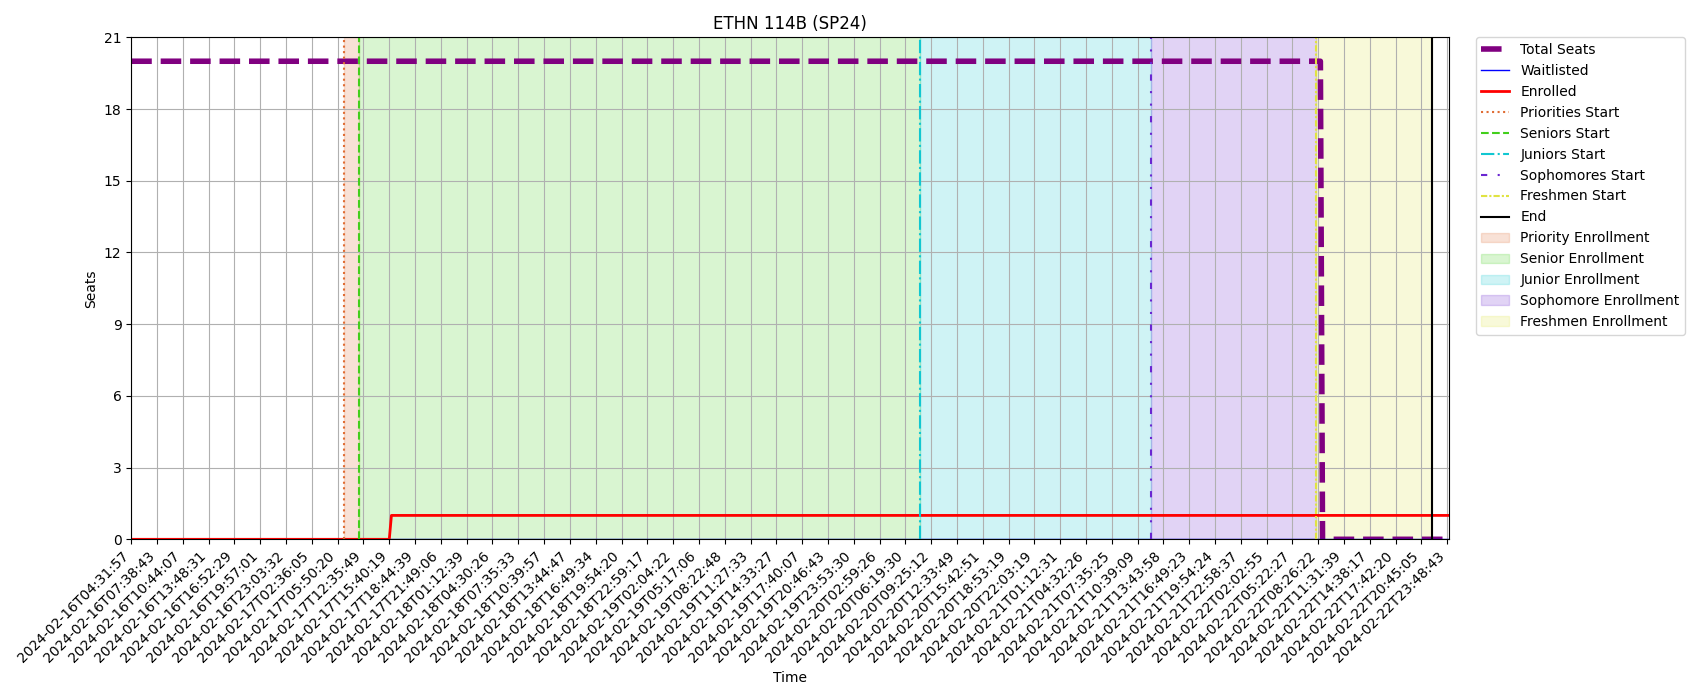 ETHN 114B (SP24)
21
18
15
12
9
6
3
0
Seats
2024-02-16T04:31:57
2024-02-16T07:38:43
2024-02-16T10:44:07
2024-02-16T13:48:31
2024-02-16T16:52:29
2024-02-16T19:57:01
2024-02-16T23:03:32
2024-02-17T02:36:05
2024-02-17T05:50:20
2024-02-17T12:35:49
2024-02-17T15:40:19
2024-02-17T18:44:39
2024-02-17T21:49:06
2024-02-18T01:12:39
2024-02-18T04:30:26
2024-02-18T07:35:33
2024-02-18T10:39:57
2024-02-18T13:44:47
2024-02-18T16:49:34
2024-02-18T19:54:20
2024-02-18T22:59:17
2024-02-19T02:04:22
2024-02-19T05:17:06
2024-02-19T08:22:48
2024-02-19T11:27:33
2024-02-19T14:33:27
2024-02-19T17:40:07
2024-02-19T20:46:43
2024-02-19T23:53:30
2024-02-20T02:59:26
2024-02-20T06:19:30
2024-02-20T09:25:12
2024-02-20T12:33:49
2024-02-20T15:42:51
2024-02-20T18:53:19
2024-02-20T22:03:19
2024-02-21T01:12:31
2024-02-21T04:32:26
2024-02-21T07:35:25
2024-02-21T10:39:09
2024-02-21T13:43:58
2024-02-21T16:49:23
2024-02-21T19:54:24
2024-02-21T22:58:37
2024-02-22T02:02:55
2024-02-22T05:22:27
2024-02-22T08:26:22
2024-02-22T11:31:39
2024-02-22T14:38:17
2024-02-22T17:42:20
2024-02-22T20:45:05
2024-02-22T23:48:43
Time
Total Seats
Waitlisted
Enrolled
Priorities Start
Seniors Start
Juniors Start
Sophomores Start
Freshmen Start
End
Priority Enrollment
Senior Enrollment
Junior Enrollment
Sophomore Enrollment
Freshmen Enrollment